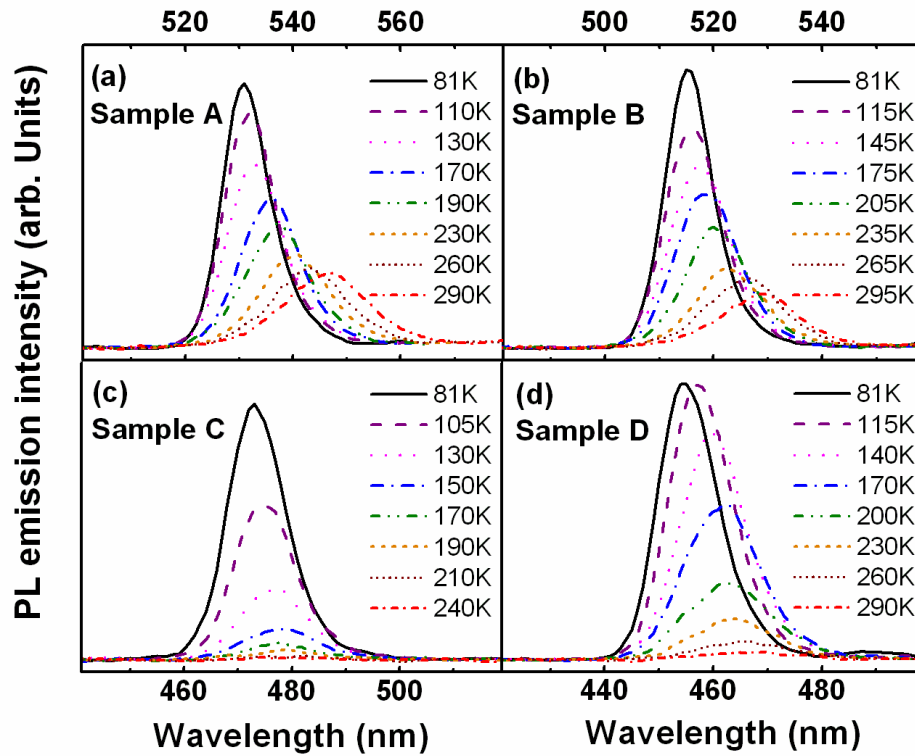 520 540 560 500 520 540
PL emission intensity (arb. Units)
(a)
Sample A
81K
110K
130K
170K
190K
230K
260K
290K
(b)
Sample B
81K
115K
145K
175K
205K
235K
265K
295K
(c)
Sample C
81K
105K
130K
150K
170K
190K
210K
240K
(d)
Sample D
81K
115K
140K
170K
200K
230K
260K
290K
460 480 500 440 460 480
Wavelength (nm) Wavelength (nm)